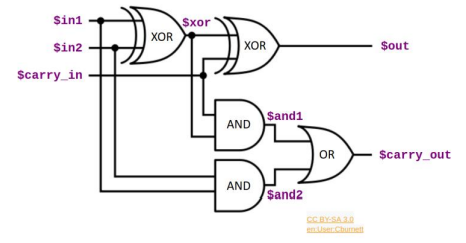 $in1
$in2
$carry_in
XOR
$xor
XOR
$out
AND
$and1
OR
$carry_out
AND
$and2
CC BY-SA 3.0
en:User:Cburnett